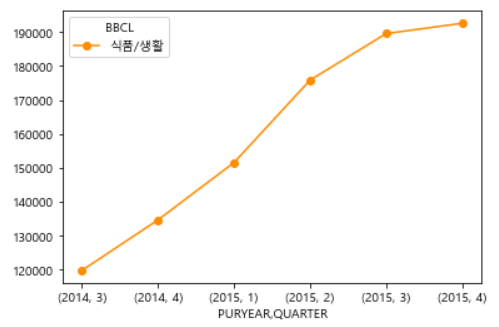 BBCL
식품/생활
190000
180000
170000
160000
150000
140000
130000
120000
(2014, 3) (2014, 4) (2015, 1) (2015, 2) (2015, 3) (2015, 4)
PURYEAR,QUARTER